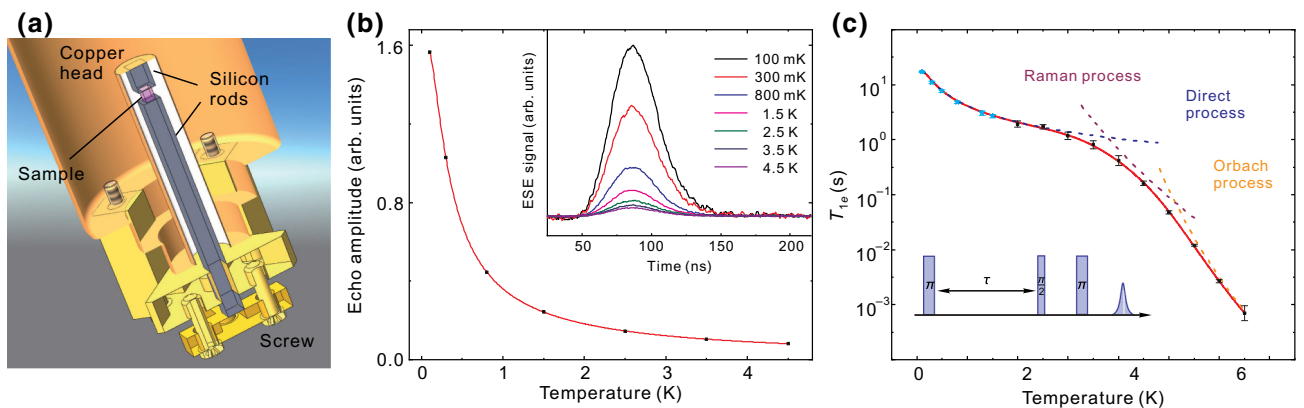 (a)
Copper
head
Silicon
rods
Sample
Screw
(b)
Echo amplitude (arb. units)
1.6
0.8
0.0
0 1 2 3 4 5
Temperature (K)
ESE signal (arb. units)
100 mK
300 mK
800 mK
1.5 K
2.5 K
3.5 K
4.5 K
50 100 150 200
Time (ns)
(c)
T1e (s)
10^1
10^0
10^-1
10^-2
10^-3
Raman process
Direct
process
Orbach
process
π τ π/2 π
0 2 4 6
Temperature (K)